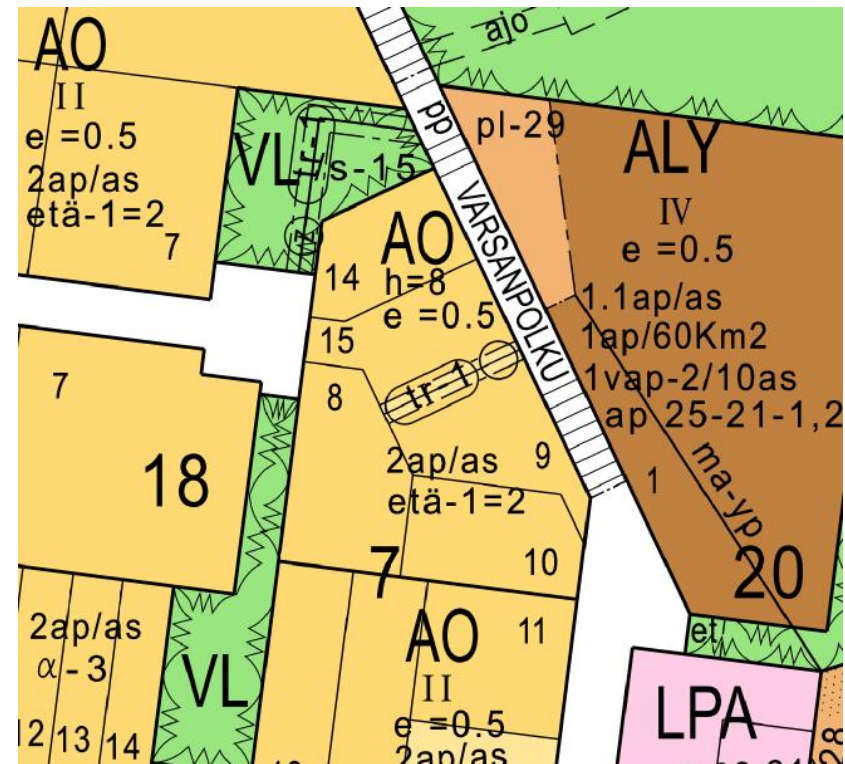 AO
II
e =0.5
2ap/as
etä-1=2
7
VL
tr
s-15
vz
ajo
pp
VARSANPOLKU
pl-29
ALY
IV
e =0.5
1.1ap/as
1ap/60Km2
1vap-2/10as
ap 25-21-1,2
ma-yp
1
20
AO
h=8
e =0.5
14
15
8
tr-1
2ap/as
etä-1=2
9
10
7
7
18
2ap/as
α-3
12
13
14
VL
AO
II
e =0.5
2ap/as
11
et
LPA
28